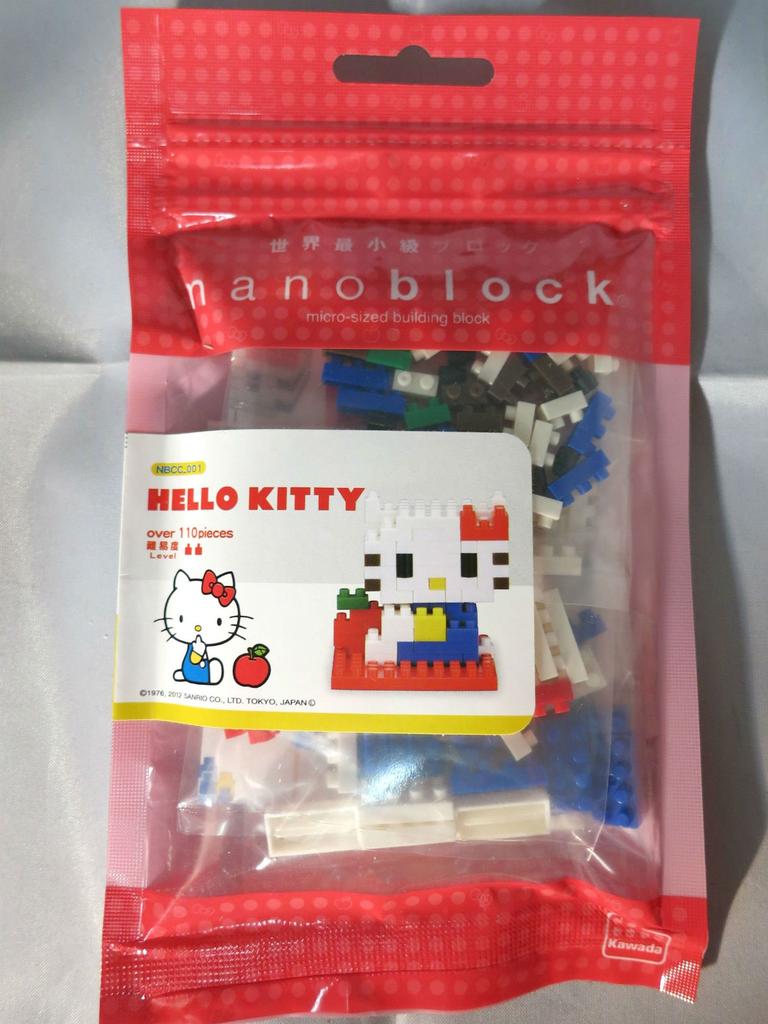 世界最小級ブロック
nanoblock®
micro-sized building block
NBCC_001
HELLO KITTY
over 110pieces
難易度
Level
©1976, 2012 SANRIO CO., LTD. TOKYO, JAPAN Ⓛ
Kawada